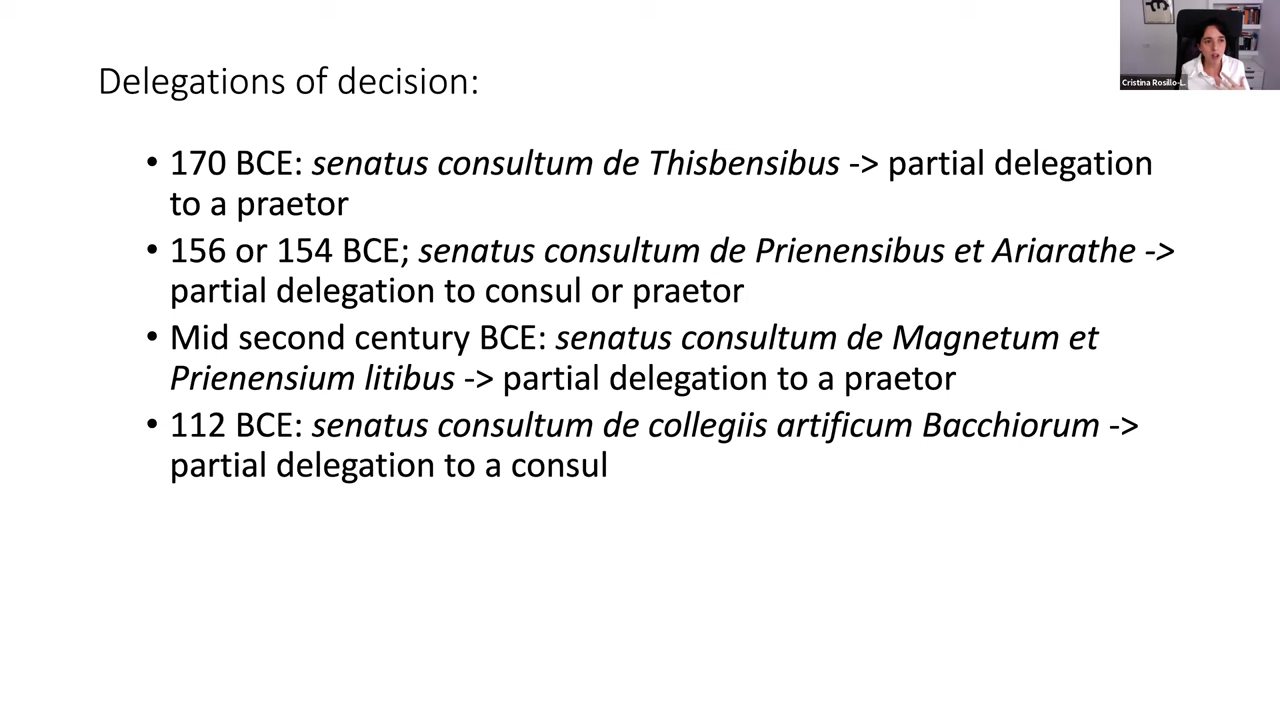 Cristina Rosillo-L.
Delegations of decision:
• 170 BCE: senatus consultum de Thisbensibus -> partial delegation
to a praetor
• 156 or 154 BCE; senatus consultum de Prienensibus et Ariarathe ->
partial delegation to consul or praetor
• Mid second century BCE: senatus consultum de Magnetum et
Prienensium litibus -> partial delegation to a praetor
• 112 BCE: senatus consultum de collegiis artificum Bacchiorum ->
partial delegation to a consul